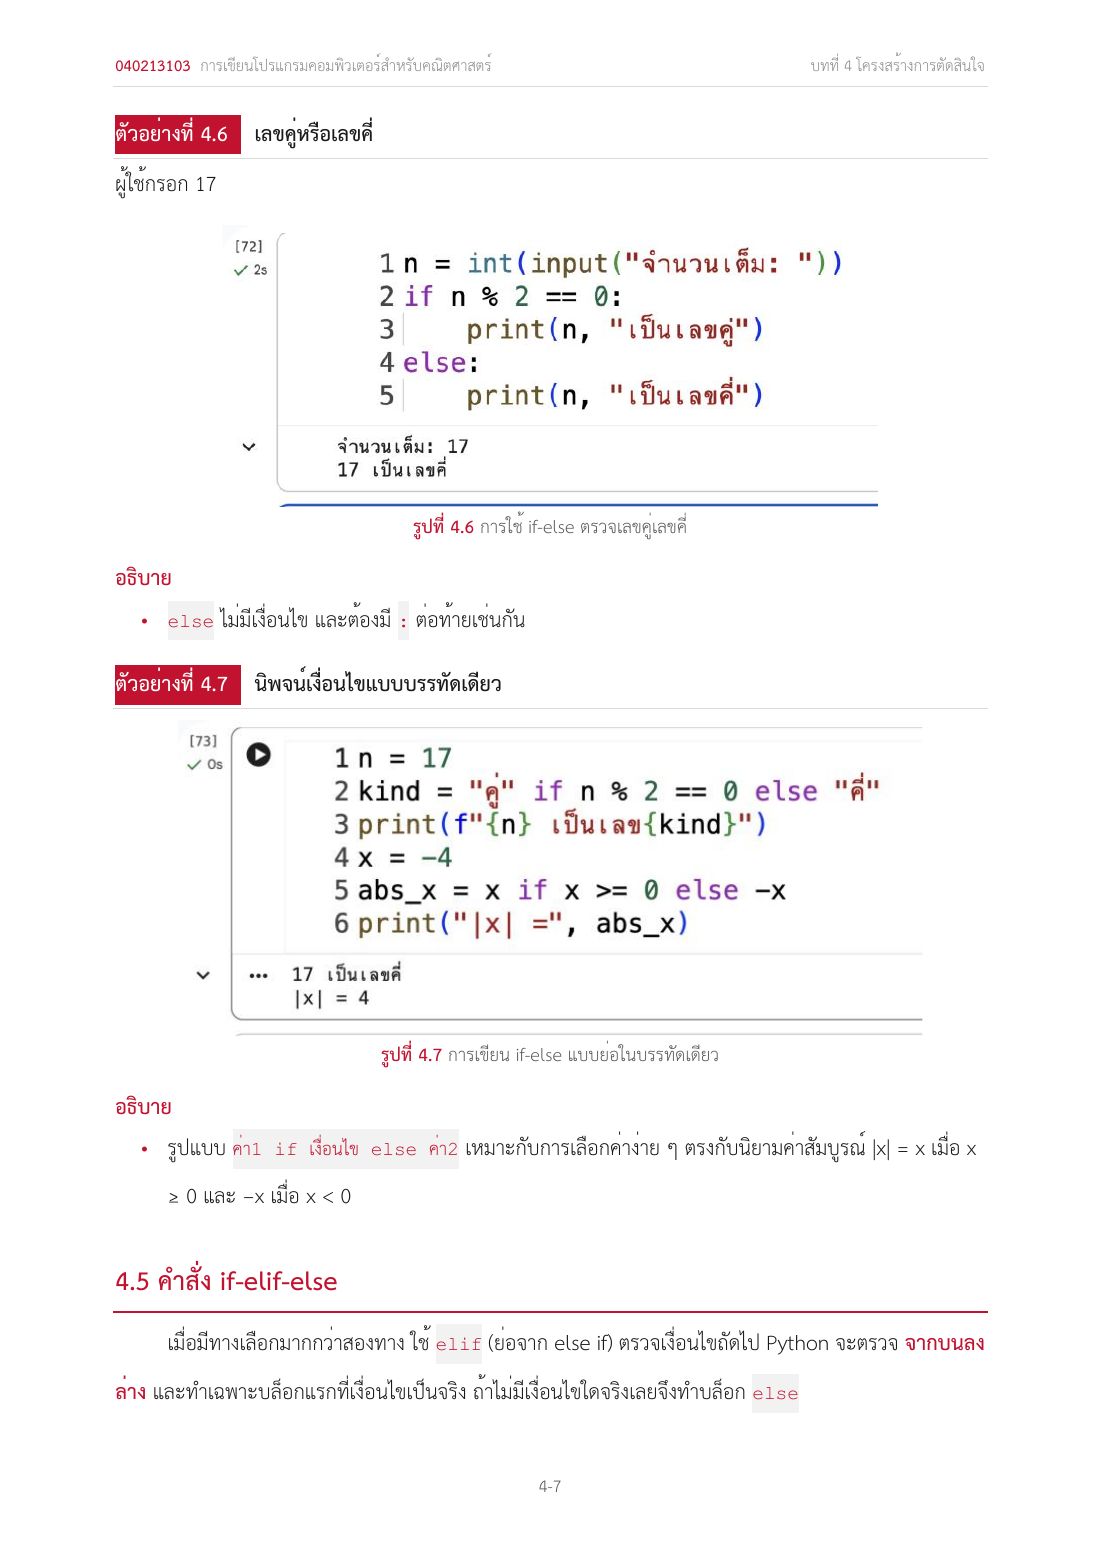 040213103 การเขียนโปรแกรมคอมพิวเตอร์สำหรับคณิตศาสตร์ บทที่ 4 โครงสร้างการตัดสินใจ
ตัวอย่างที่ 4.6 เลขคู่หรือเลขคี่
ผู้ใช้กรอก 17
[72]
2s
1 n = int(input("จำนวนเต็ม: "))
2 if n % 2 == 0:
3 print(n, "เป็นเลขคู่")
4 else:
5 print(n, "เป็นเลขคี่")
จำนวนเต็ม: 17
17 เป็นเลขคี่
รูปที่ 4.6 การใช้ if-else ตรวจเลขคู่เลขคี่
อธิบาย
• else ไม่มีเงื่อนไข และต้องมี : ต่อท้ายเช่นกัน
ตัวอย่างที่ 4.7 นิพจน์เงื่อนไขแบบบรรทัดเดียว
[73]
0s
1 n = 17
2 kind = "คู่" if n % 2 == 0 else "คี่"
3 print(f"{n} เป็นเลข{kind}")
4 x = −4
5 abs_x = x if x >= 0 else −x
6 print("|x| =", abs_x)
17 เป็นเลขคี่
|x| = 4
รูปที่ 4.7 การเขียน if-else แบบย่อในบรรทัดเดียว
อธิบาย
• รูปแบบ ค่า1 if เงื่อนไข else ค่า2 เหมาะกับการเลือกค่าง่าย ๆ ตรงกับนิยามค่าสัมบูรณ์ |x| = x เมื่อ x
≥ 0 และ −x เมื่อ x < 0
4.5 คำสั่ง if-elif-else
เมื่อมีทางเลือกมากกว่าสองทาง ใช้ elif (ย่อจาก else if) ตรวจเงื่อนไขถัดไป Python จะตรวจ จากบนลง
ล่าง และทำเฉพาะบล็อกแรกที่เงื่อนไขเป็นจริง ถ้าไม่มีเงื่อนไขใดจริงเลยจึงทำบล็อก else
4-7